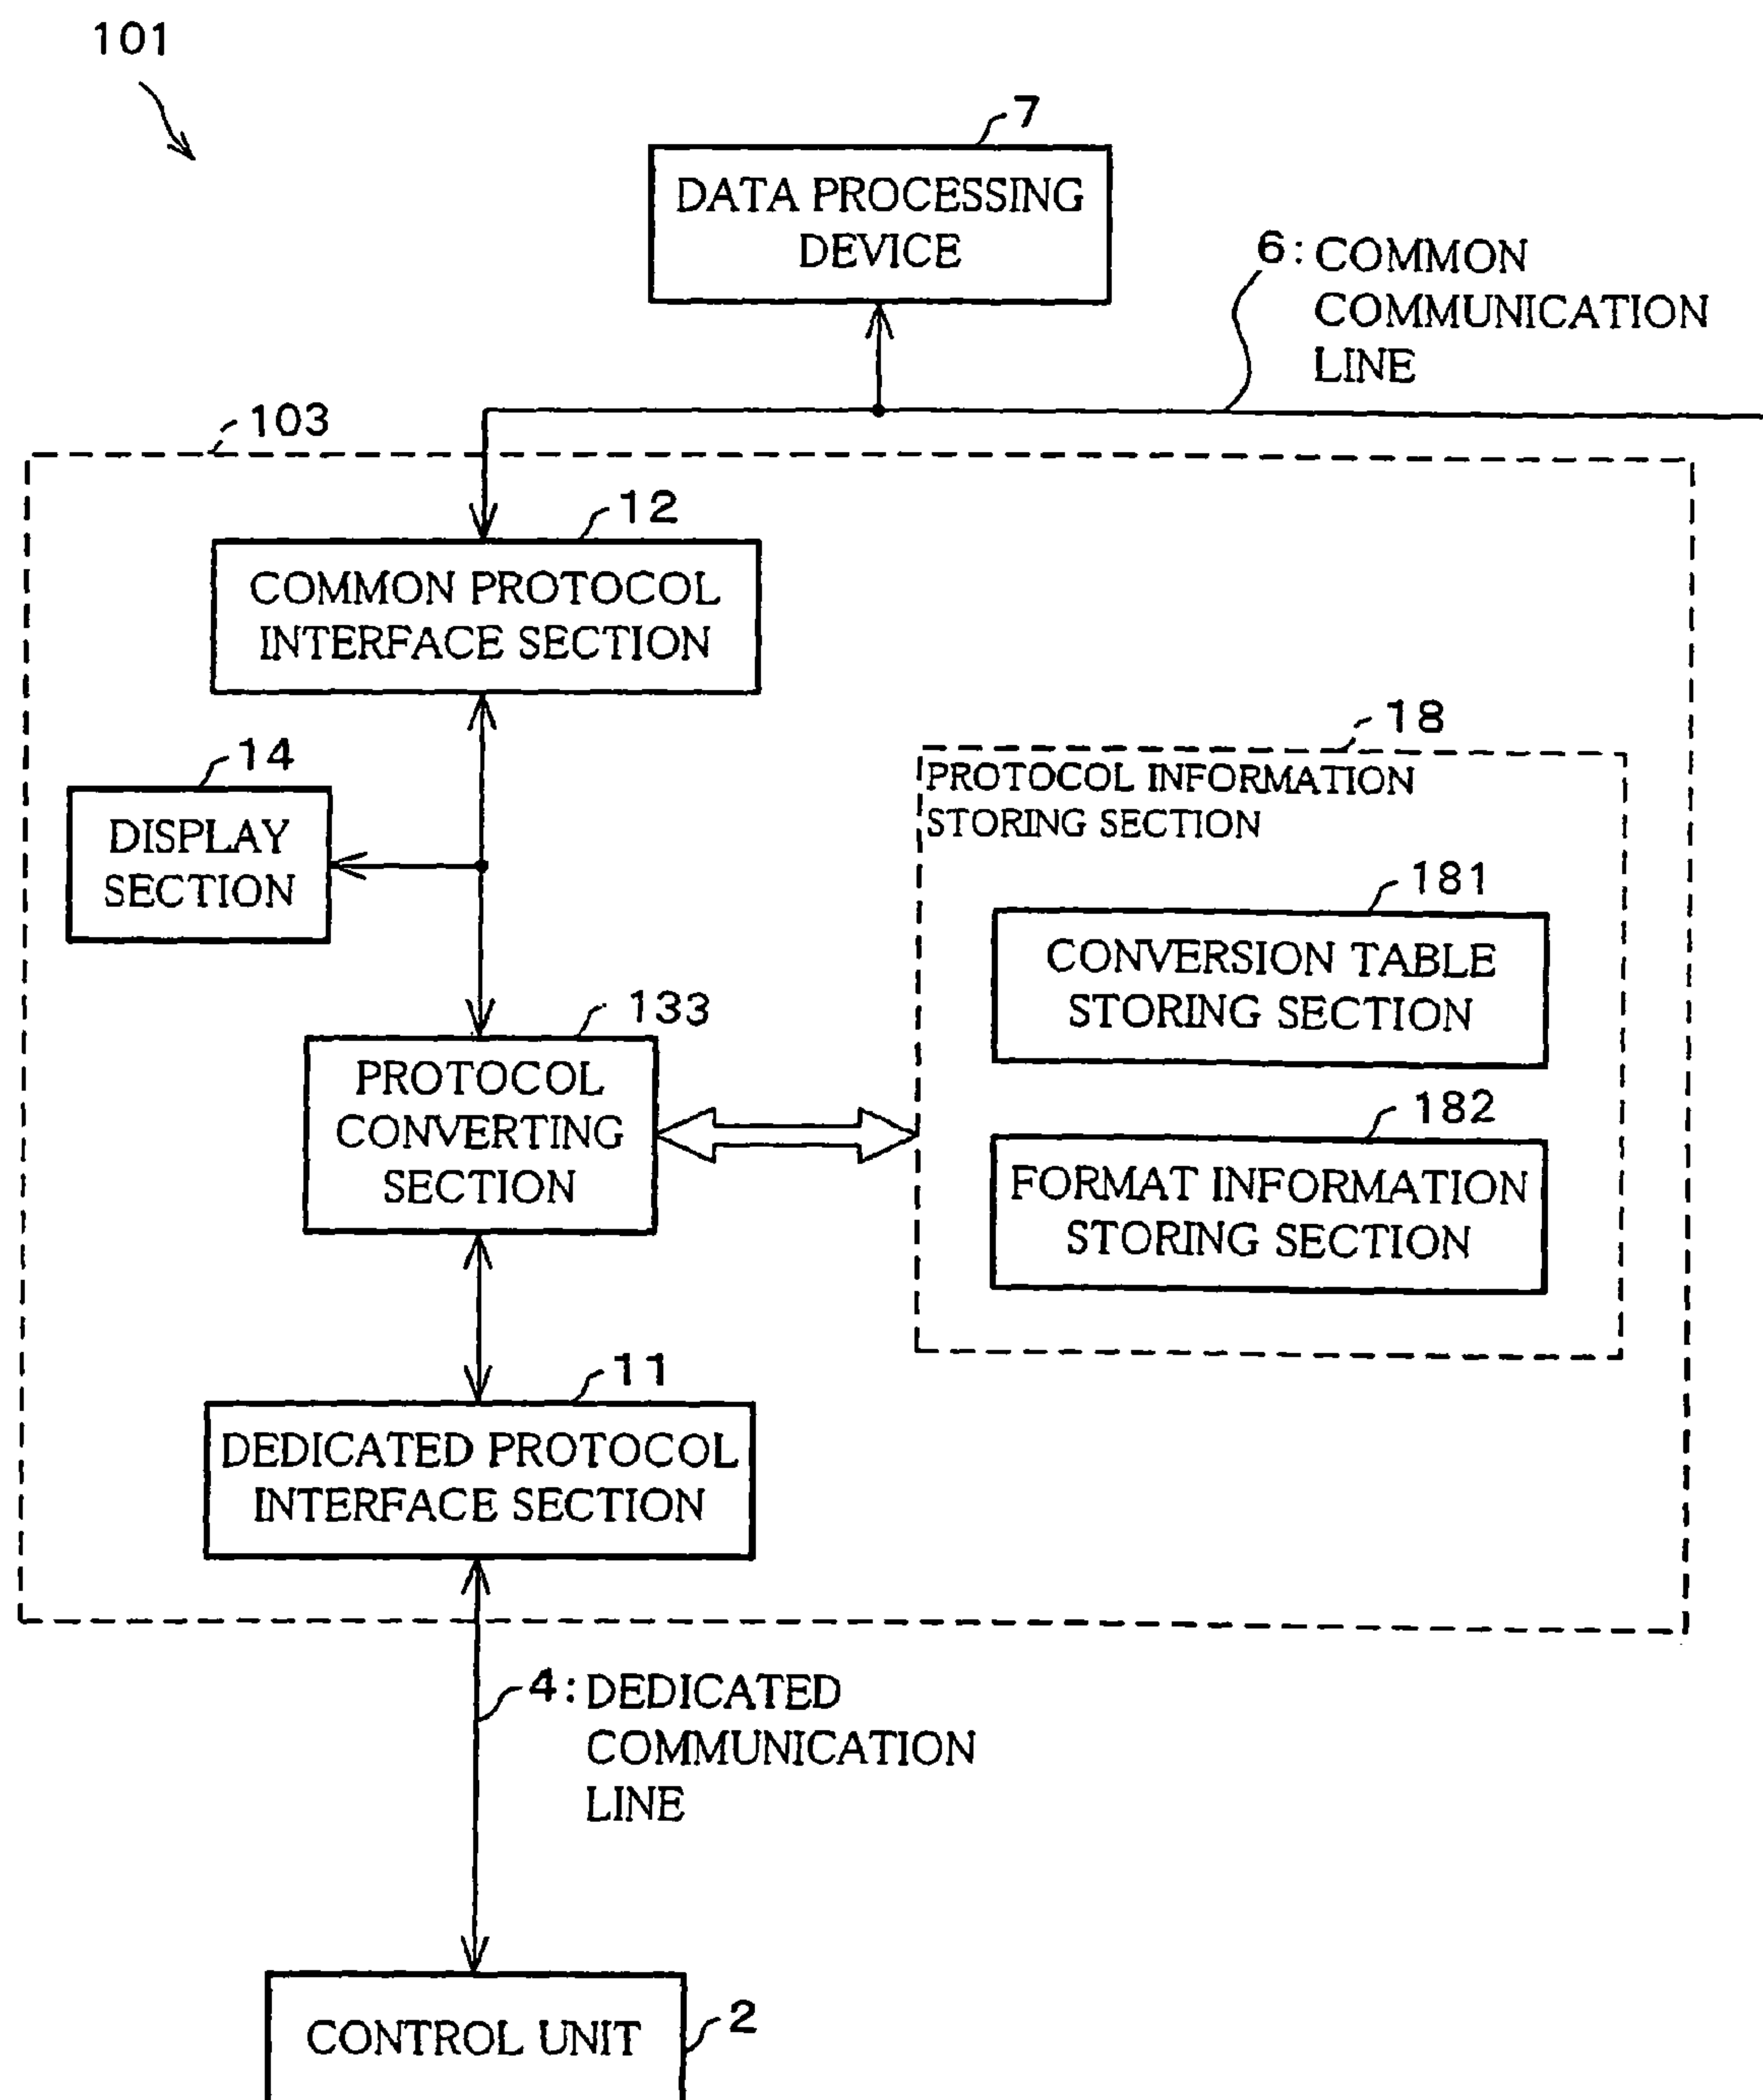 101
7
DATA PROCESSING
DEVICE
6: COMMON
COMMUNICATION
LINE
103
12
COMMON PROTOCOL
INTERFACE SECTION
18
PROTOCOL INFORMATION
STORING SECTION
14
DISPLAY
SECTION
181
CONVERSION TABLE
STORING SECTION
133
PROTOCOL
CONVERTING
SECTION
182
FORMAT INFORMATION
STORING SECTION
11
DEDICATED PROTOCOL
INTERFACE SECTION
4: DEDICATED
COMMUNICATION
LINE
CONTROL UNIT
2